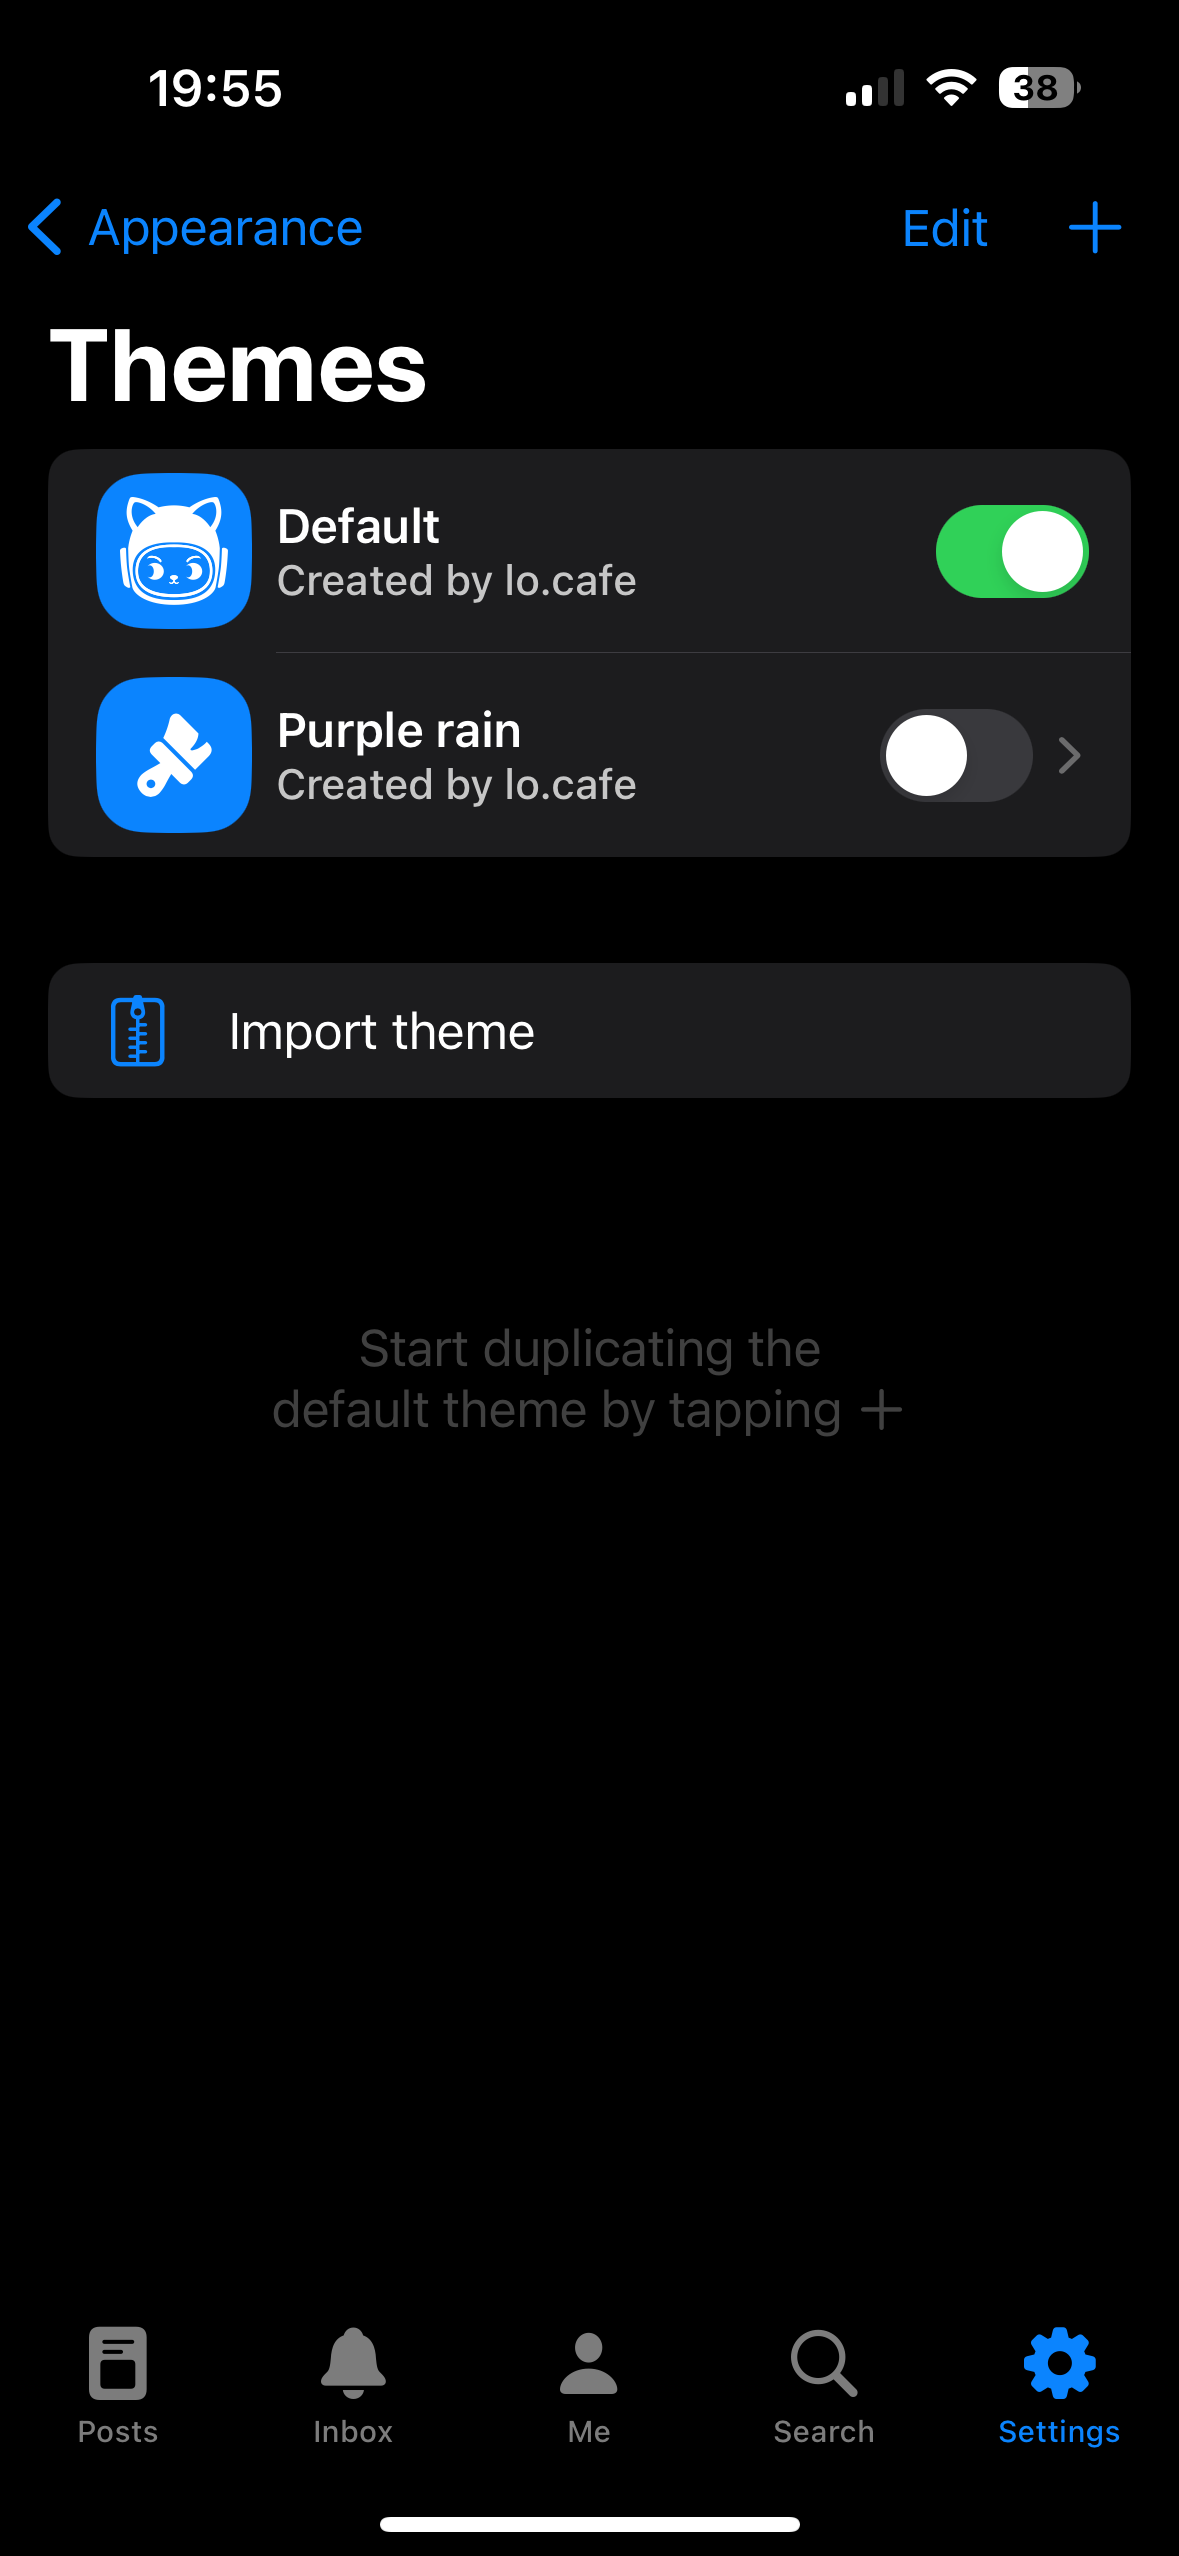 19:55
38
Appearance
Edit
Themes
Default
Created by lo.cafe
Purple rain
Created by lo.cafe
Import theme
Start duplicating the
default theme by tapping +
Posts
Inbox
Me
Search
Settings